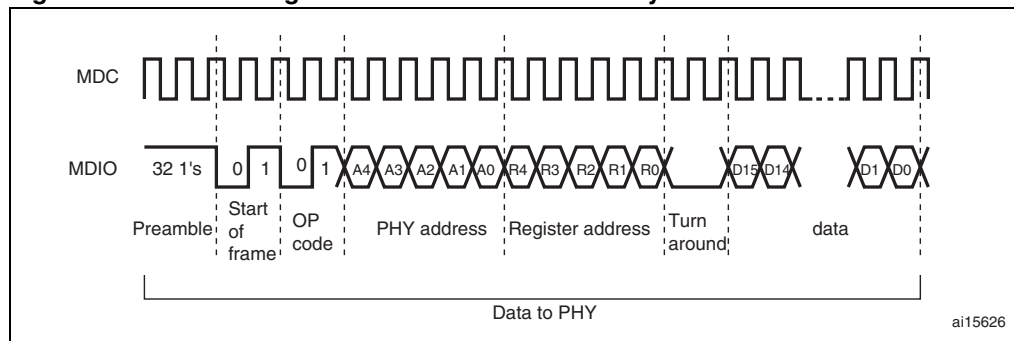 MDC
MDIO
32 1's 0 1 0 1 A4 A3 A2 A1 A0 R4 R3 R2 R1 R0 D15 D14 D1 D0
Preamble
Start
of
frame
OP
code
PHY address
Register address
Turn
around
data
Data to PHY
ai15626